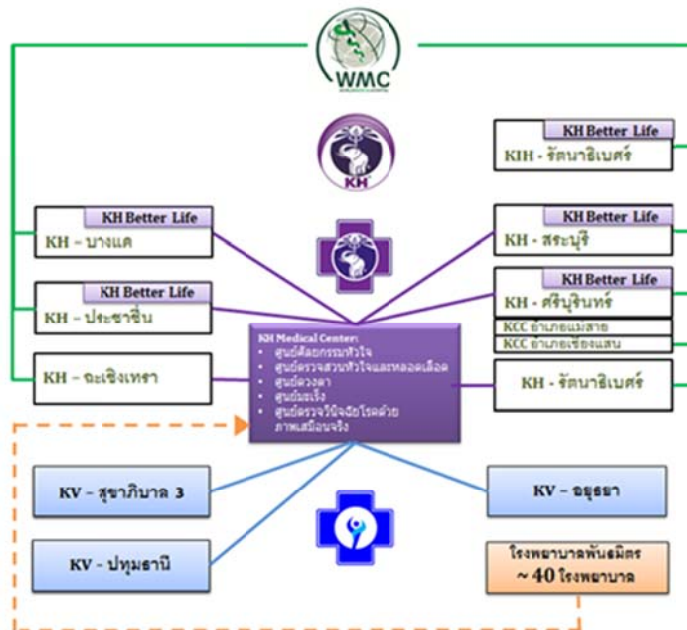 WMC
KH
KH Better Life
KIH - รัตนาธิเบศร์
KH Better Life
KH – บางแค
KH Better Life
KH - สระบุรี
KH Better Life
KH – ประชาชื่น
KH Better Life
KH - ศรีบุรินทร์
KCC อำเภอแม่สาย
KCC อำเภอเชียงแสน
KH – ฉะเชิงเทรา
KH Medical Center:
• ศูนย์ศัลยกรรมหัวใจ
• ศูนย์ตรวจสวนหัวใจและหลอดเลือด
• ศูนย์ดวงตา
• ศูนย์มะเร็ง
• ศูนย์ตรวจวินิจฉัยโรคด้วย
ภาพเสมือนจริง
KH - รัตนาธิเบศร์
KV – สุขาภิบาล 3
KV – อยุธยา
KV - ปทุมธานี
โรงพยาบาลพันธมิตร
~ 40 โรงพยาบาล